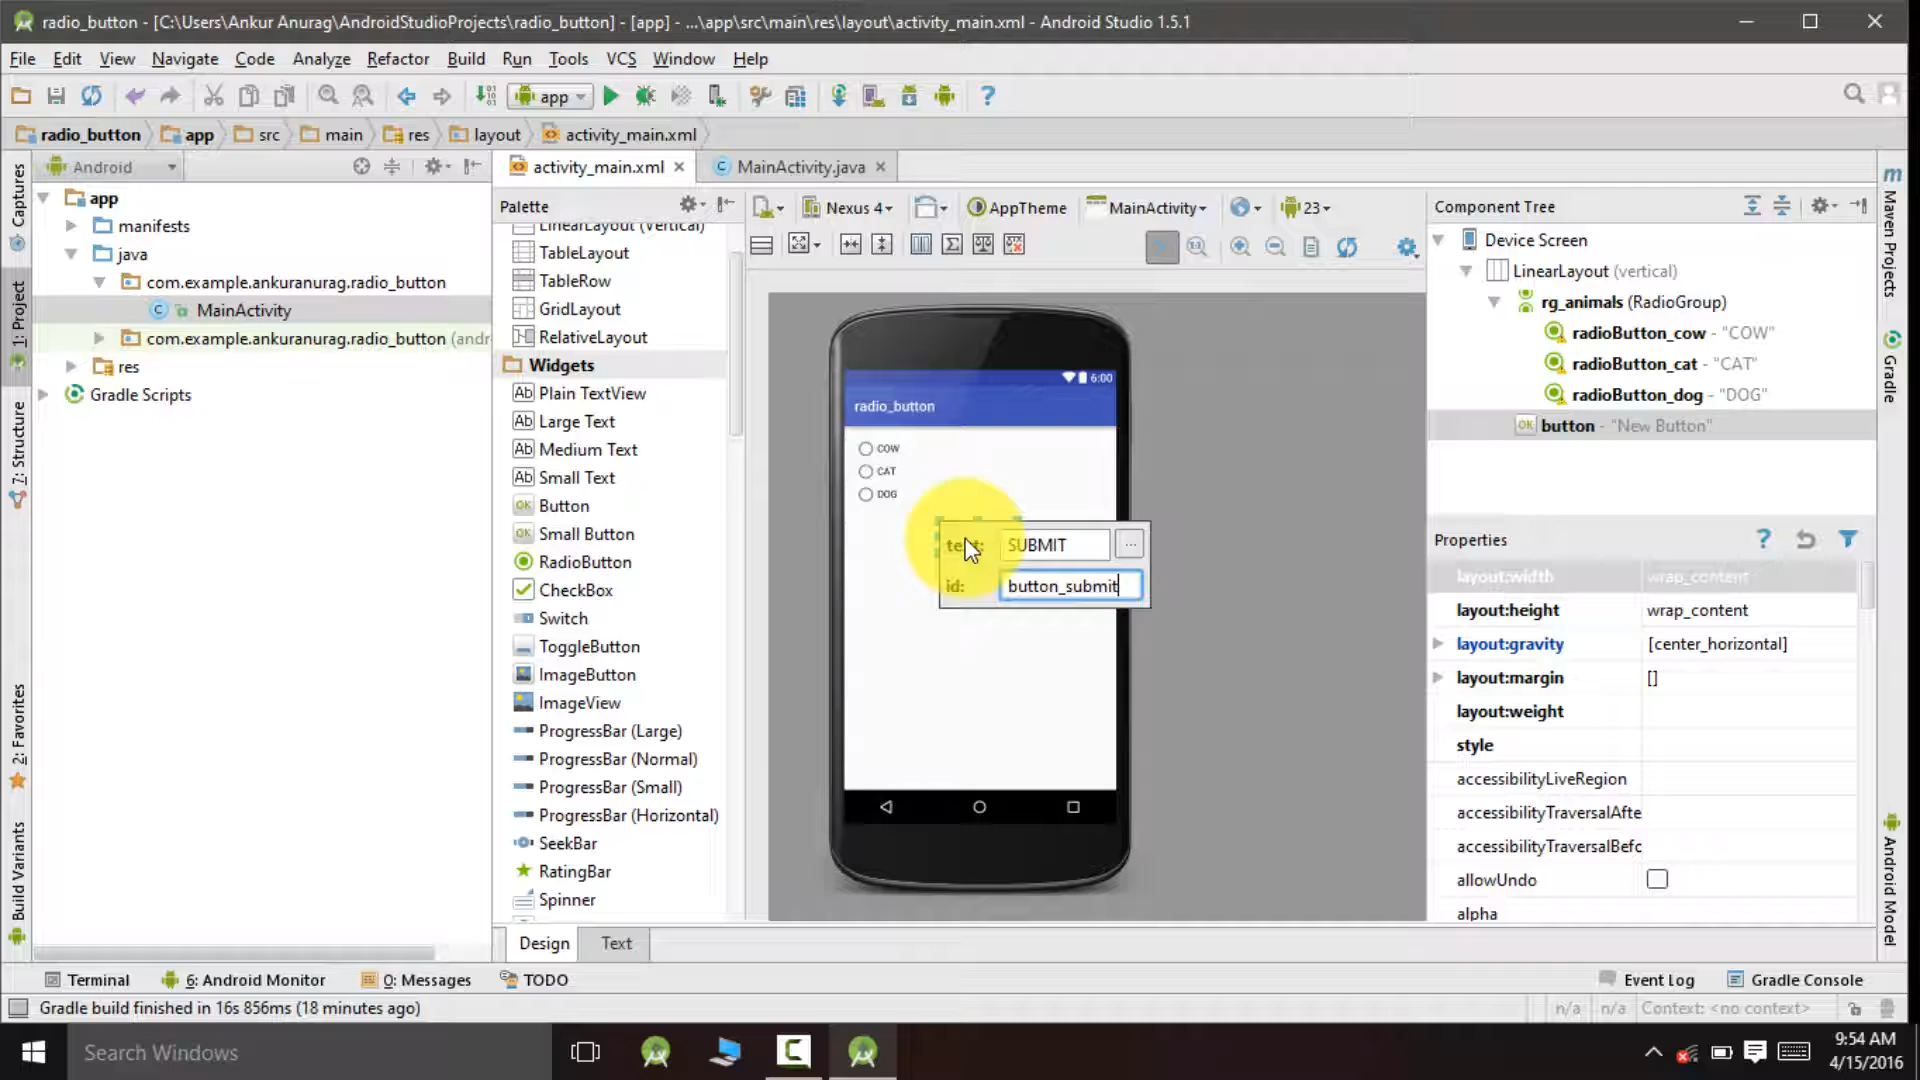 radio_button - [C:\Users\Ankur Anurag\AndroidStudioProjects\radio_button] - [app] - ...\app\src\main\res\layout\activity_main.xml - Android Studio 1.5.1
File Edit View Navigate Code Analyze Refactor Build Run Tools VCS Window Help
app
radio_button app src main res layout activity_main.xml
Captures
1: Project
7: Structure
2: Favorites
Build Variants
Android
app
manifests
java
com.example.ankuranurag.radio_button
MainActivity
com.example.ankuranurag.radio_button (andr
res
Gradle Scripts
activity_main.xml MainActivity.java
Palette
LinearLayout (Vertical)
TableLayout
TableRow
GridLayout
RelativeLayout
Widgets
Plain TextView
Large Text
Medium Text
Small Text
Button
Small Button
RadioButton
CheckBox
Switch
ToggleButton
ImageButton
ImageView
ProgressBar (Large)
ProgressBar (Normal)
ProgressBar (Small)
ProgressBar (Horizontal)
SeekBar
RatingBar
Spinner
Nexus 4 AppTheme MainActivity 23
6:00
radio_button
COW
CAT
DOG
text: SUBMIT ...
id: button_submit
Design Text
Component Tree
Device Screen
LinearLayout (vertical)
rg_animals (RadioGroup)
radioButton_cow - "COW"
radioButton_cat - "CAT"
radioButton_dog - "DOG"
button - "New Button"
Properties
layout:width wrap_content
layout:height wrap_content
layout:gravity [center_horizontal]
layout:margin []
layout:weight
style
accessibilityLiveRegion
accessibilityTraversalAfte
accessibilityTraversalBefo
allowUndo
alpha
Maven Projects
Gradle
Android Model
Terminal 6: Android Monitor 0: Messages TODO Event Log Gradle Console
Gradle build finished in 16s 856ms (18 minutes ago) n/a n/a Context: <no context>
Search Windows
9:54 AM
4/15/2016